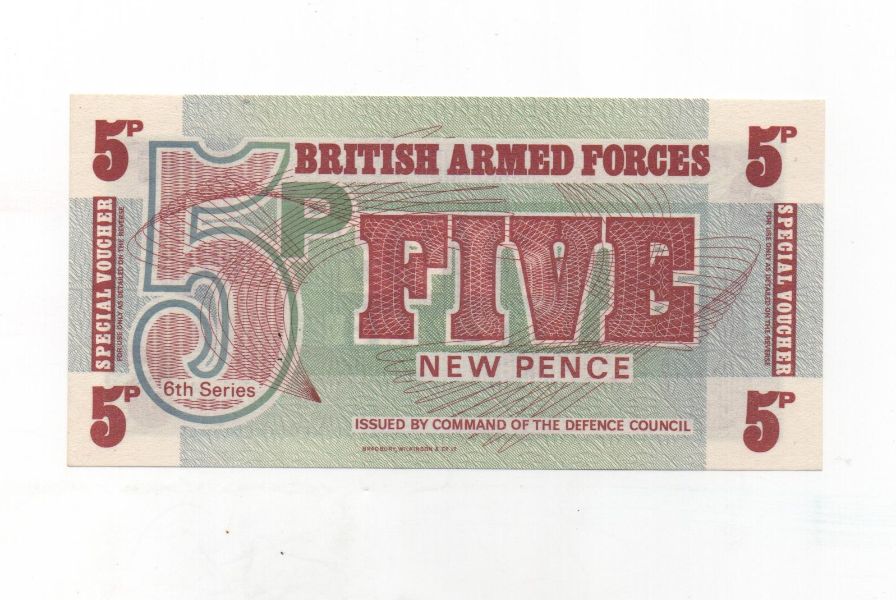 5P
BRITISH ARMED FORCES
5P
SPECIAL VOUCHER
FOR USE ONLY AS DETAILED ON THE REVERSE
5P
FIVE
NEW PENCE
6th Series
SPECIAL VOUCHER
FOR USE ONLY AS DETAILED ON THE REVERSE
5P
ISSUED BY COMMAND OF THE DEFENCE COUNCIL
5P
BRADBURY, WILKINSON & Co Ld